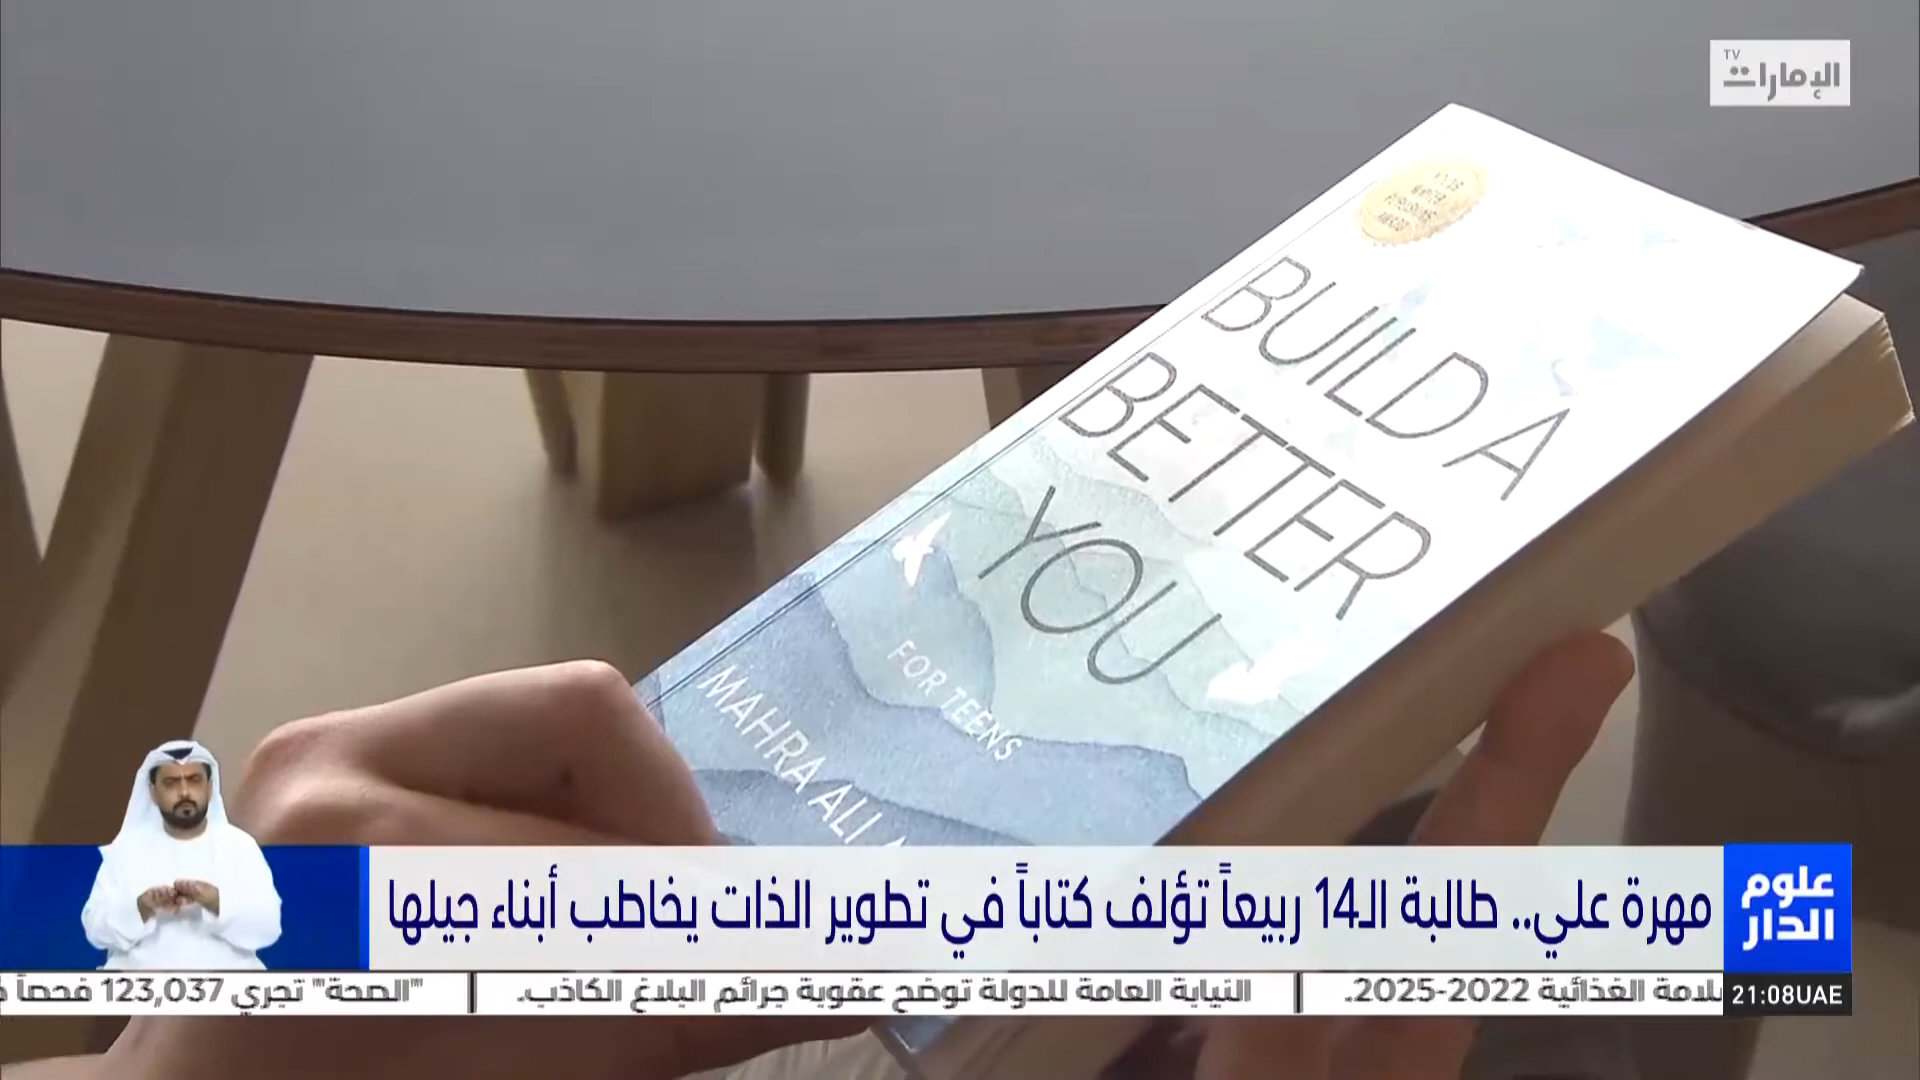 TV
الإمارات
WRITER
AWARD
BUILD A
BETTER
YOU
FOR TEENS
MAHRA ALI
علوم
الدار
مهرة علي.. طالبة الـ14 ربيعاً تؤلف كتاباً في تطوير الذات يخاطب أبناء جيلها
21:08UAE
الغذائية 2022-2025. | النيابة العامة للدولة توضح عقوبة جرائم البلاغ الكاذب. | "الصحة" تجري 123,037 فحصاً